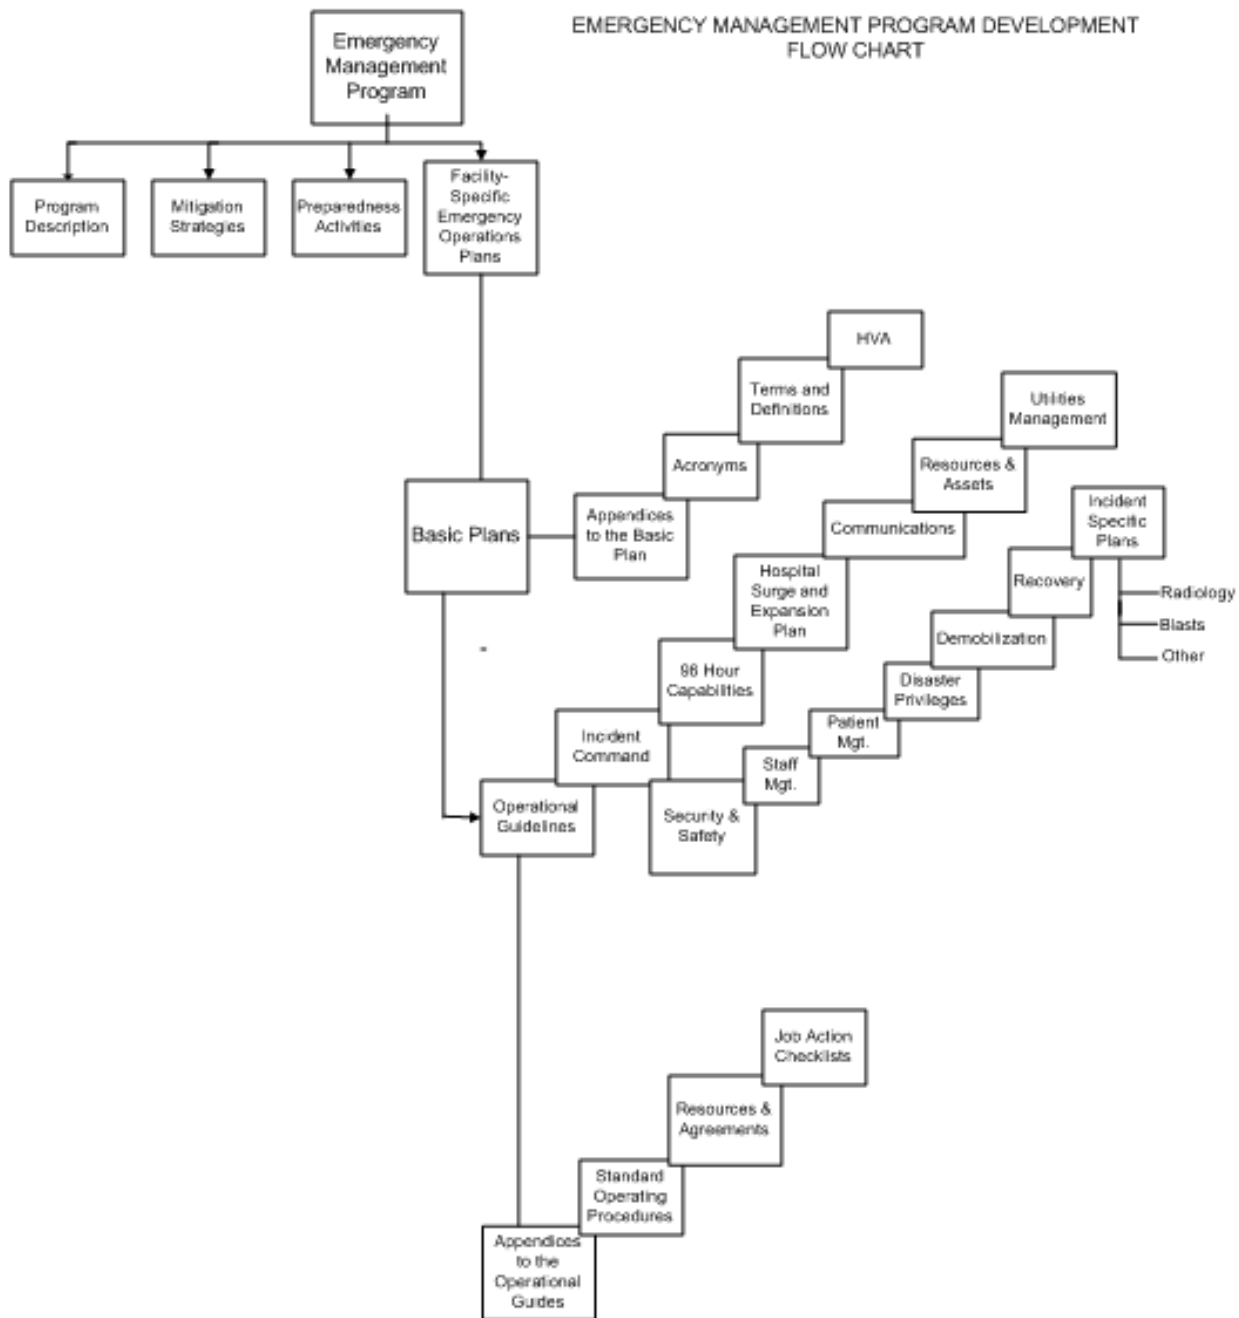 EMERGENCY MANAGEMENT PROGRAM DEVELOPMENT
FLOW CHART
Emergency
Management
Program
Program
Description
Mitigation
Strategies
Preparedness
Activities
Facility-
Specific
Emergency
Operations
Plans
HVA
Terms and
Definitions
Acronyms
Appendices
to the Basic
Plan
Basic Plans
Utilities
Management
Resources &
Assets
Communications
Hospital
Surge and
Expansion
Plan
96 Hour
Capabilities
Incident
Command
Operational
Guidelines
Incident
Specific
Plans
Radiology
Blasts
Other
Recovery
Demobilization
Disaster
Privileges
Patient
Mgt.
Staff
Mgt.
Security &
Safety
Job Action
Checklists
Resources &
Agreements
Standard
Operating
Procedures
Appendices
to the
Operational
Guides